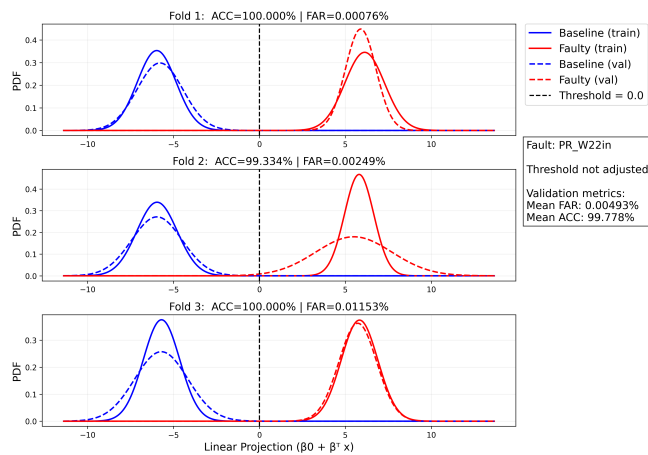 Fold 1:  ACC=100.000% | FAR=0.00076%
PDF
0.4
0.3
0.2
0.1
0.0
−10
−5
0
5
10
Baseline (train)
Faulty (train)
Baseline (val)
Faulty (val)
Threshold = 0.0
Fault: PR_W22in
Threshold not adjusted
Validation metrics:
Mean FAR: 0.00493%
Mean ACC: 99.778%
Fold 2:  ACC=99.334% | FAR=0.00249%
PDF
0.4
0.3
0.2
0.1
0.0
−10
−5
0
5
10
Fold 3:  ACC=100.000% | FAR=0.01153%
PDF
0.3
0.2
0.1
0.0
−10
−5
0
5
10
Linear Projection (β0 + βᵀ x)